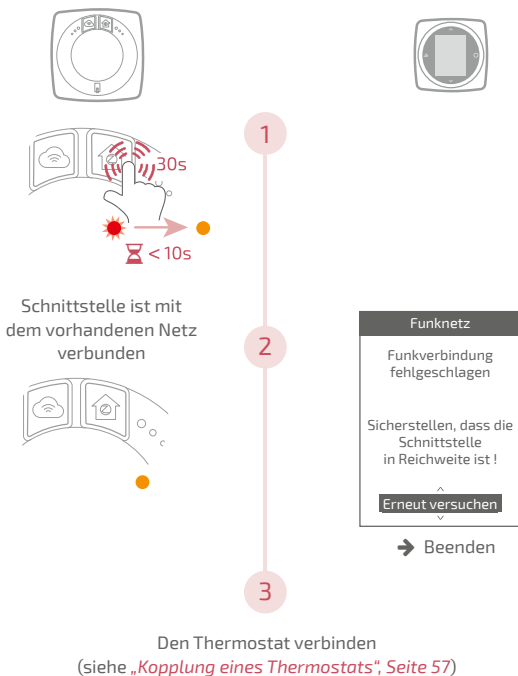 1
30s
< 10s
Schnittstelle ist mit
dem vorhandenen Netz
verbunden
2
Funknetz
Funkverbindung
fehlgeschlagen
Sicherstellen, dass die
Schnittstelle
in Reichweite ist !
Erneut versuchen
➔ Beenden
3
Den Thermostat verbinden
(siehe „Kopplung eines Thermostats“, Seite 57)